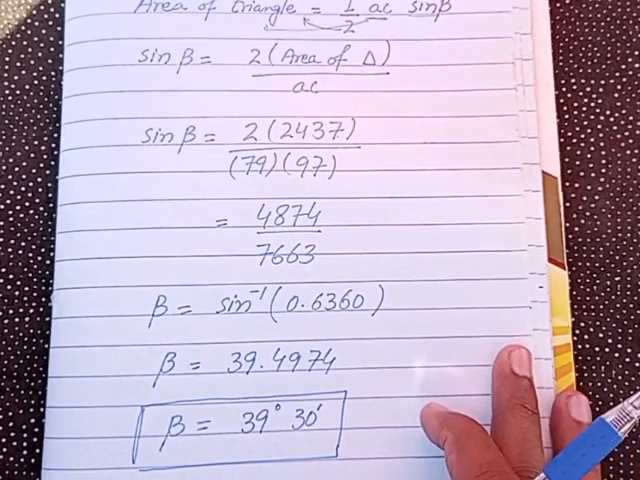 Area of triangle = 1/2 ac sinβ
sin β = 2 (Area of Δ) / ac
sin β = 2 (2437) / (79)(97)
= 4874 / 7663
β = sin⁻¹ (0.6360)
β = 39.4974
β = 39° 30'